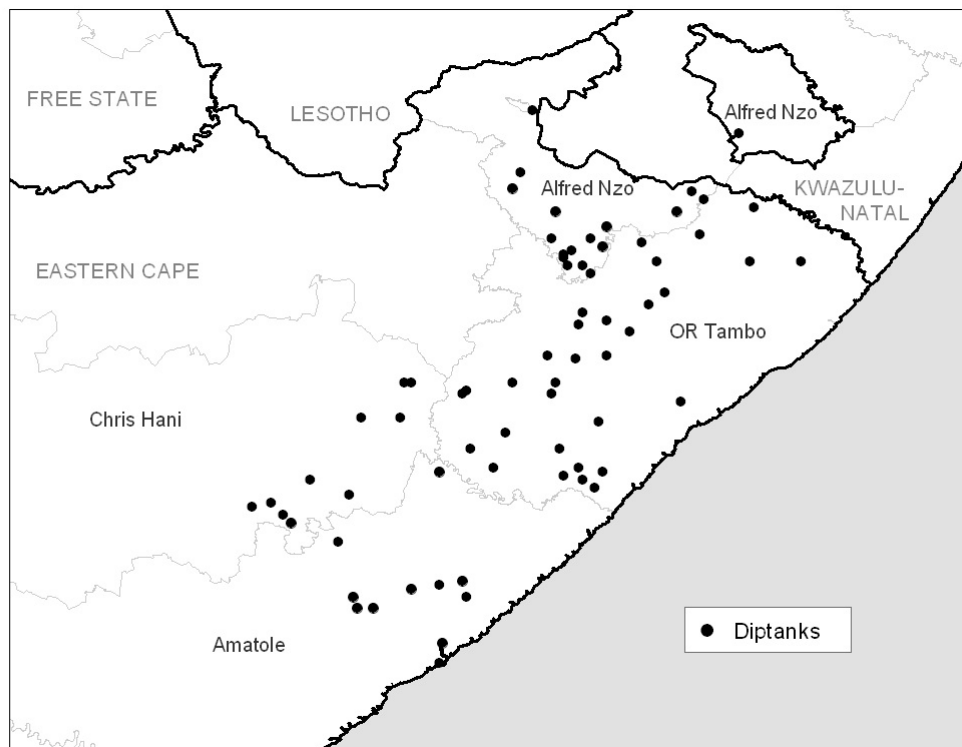 FREE STATE
LESOTHO
Alfred Nzo
Alfred Nzo
KWAZULU-
NATAL
EASTERN CAPE
OR Tambo
Chris Hani
Amatole
Diptanks